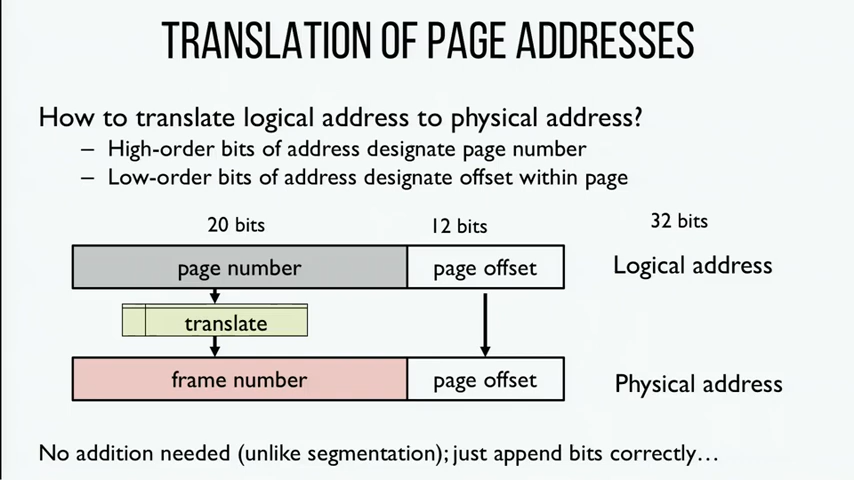 TRANSLATION OF PAGE ADDRESSES
How to translate logical address to physical address?
– High-order bits of address designate page number
– Low-order bits of address designate offset within page
20 bits 12 bits 32 bits
page number page offset Logical address
translate
frame number page offset Physical address
No addition needed (unlike segmentation); just append bits correctly…